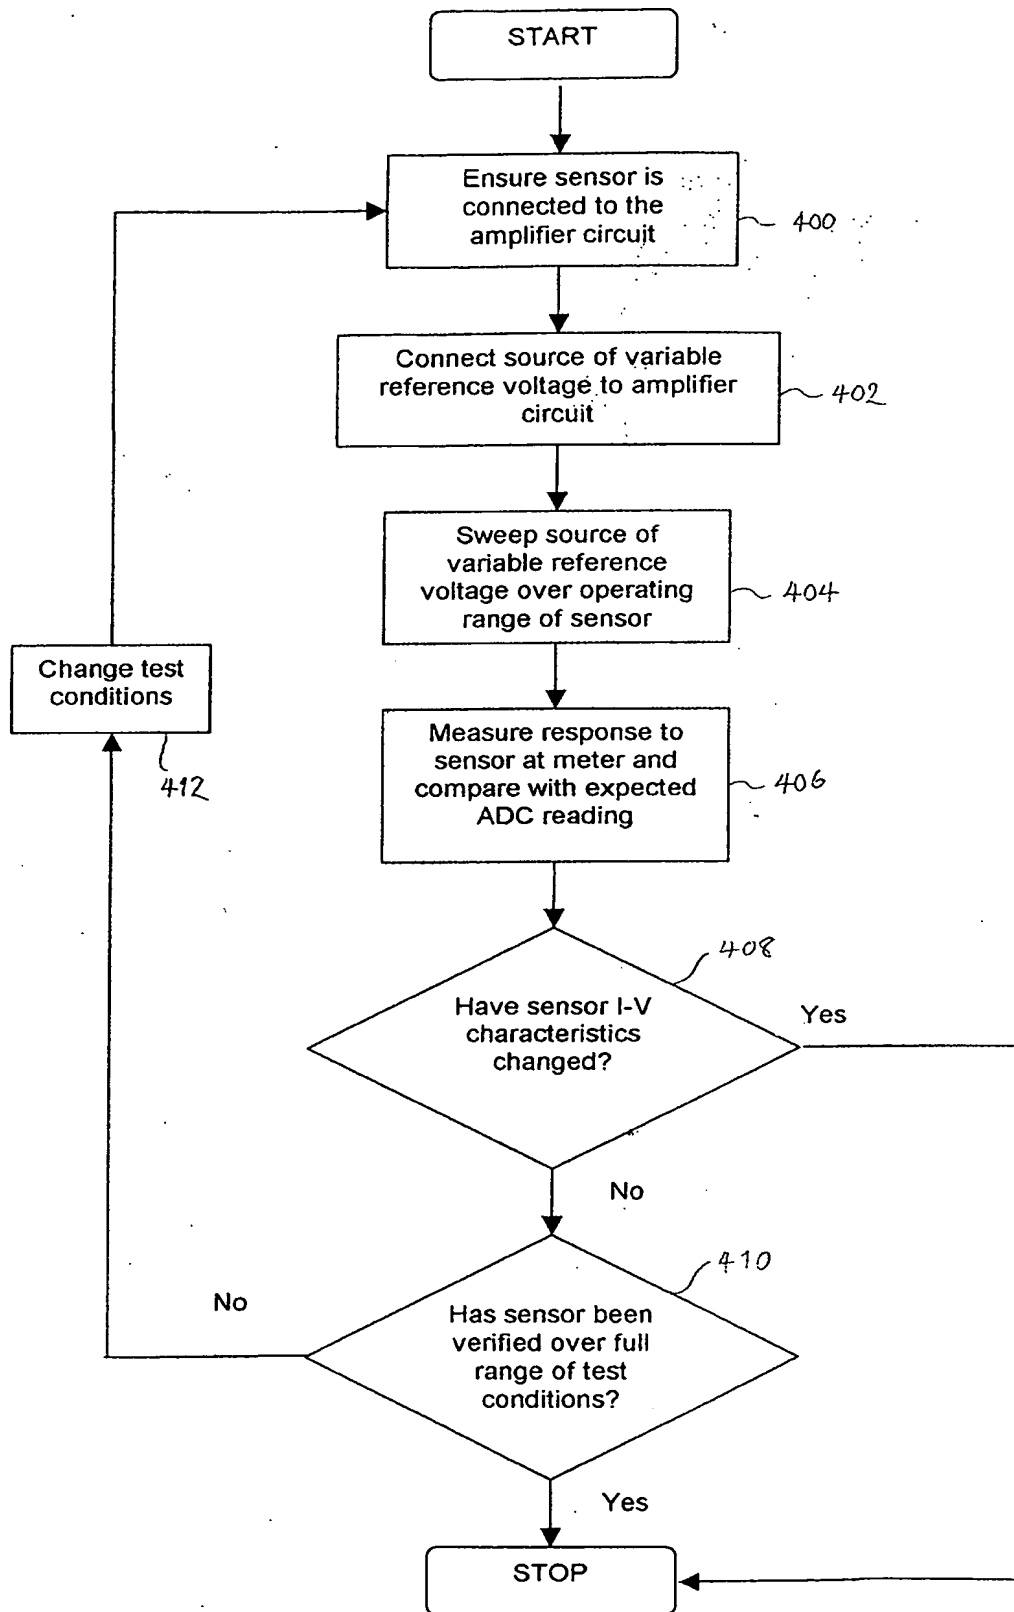 START
Ensure sensor is
connected to the
amplifier circuit
400
Connect source of variable
reference voltage to amplifier
circuit
402
Sweep source of
variable reference
voltage over operating
range of sensor
404
Change test
conditions
412
Measure response to
sensor at meter and
compare with expected
ADC reading
406
408
Have sensor I-V
characteristics
changed?
Yes
No
410
No
Has sensor been
verified over full
range of test
conditions?
Yes
STOP